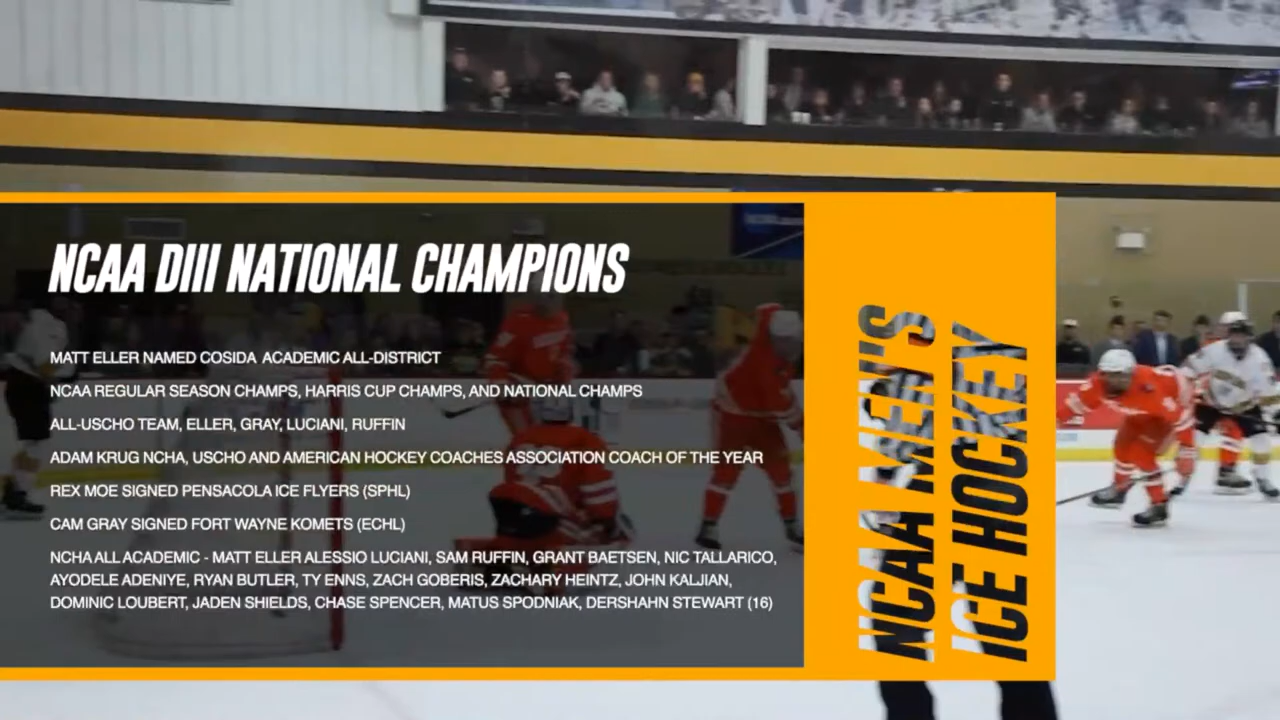 NCAA DIII NATIONAL CHAMPIONS
MATT ELLER NAMED COSIDA ACADEMIC ALL-DISTRICT
NCAA REGULAR SEASON CHAMPS, HARRIS CUP CHAMPS, AND NATIONAL CHAMPS
ALL-USCHO TEAM, ELLER, GRAY, LUCIANI, RUFFIN
ADAM KRUG NCHA, USCHO AND AMERICAN HOCKEY COACHES ASSOCIATION COACH OF THE YEAR
REX MOE SIGNED PENSACOLA ICE FLYERS (SPHL)
CAM GRAY SIGNED FORT WAYNE KOMETS (ECHL)
NCHA ALL ACADEMIC - MATT ELLER ALESSIO LUCIANI, SAM RUFFIN, GRANT BAETSEN, NIC TALLARICO,
AYODELE ADENIYE, RYAN BUTLER, TY ENNS, ZACH GOBERIS, ZACHARY HEINTZ, JOHN KALJIAN,
DOMINIC LOUBERT, JADEN SHIELDS, CHASE SPENCER, MATUS SPODNIAK, DERSHAHN STEWART (16)
NCAA MEN'S
ICE HOCKEY